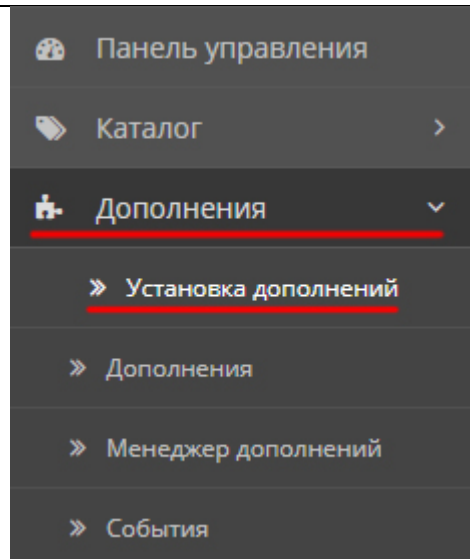 Панель управления
Каталог
Дополнения
Установка дополнений
Дополнения
Менеджер дополнений
События